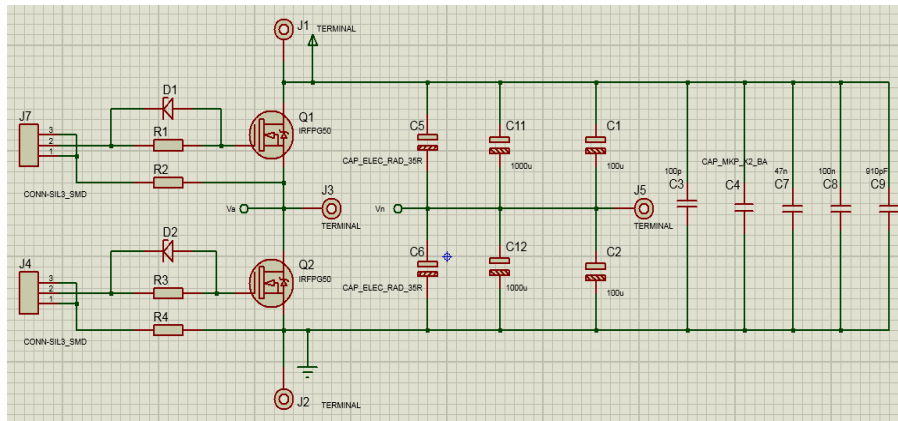 J1
TERMINAL
D1
J7
3
2
1
R1
Q1
IRFPG50
R2
CONN-SIL3_SMD
C5
CAP_ELEC_RAD_35R
C11
1000u
C1
100u
100p
C3
CAP_MKP_X2_BA
C4
47n
C7
100n
C8
910pF
C9
Va
J3
TERMINAL
Vn
J5
TERMINAL
D2
J4
3
2
1
R3
Q2
IRFPG50
R4
CONN-SIL3_SMD
C6
CAP_ELEC_RAD_35R
C12
1000u
C2
100u
J2
TERMINAL